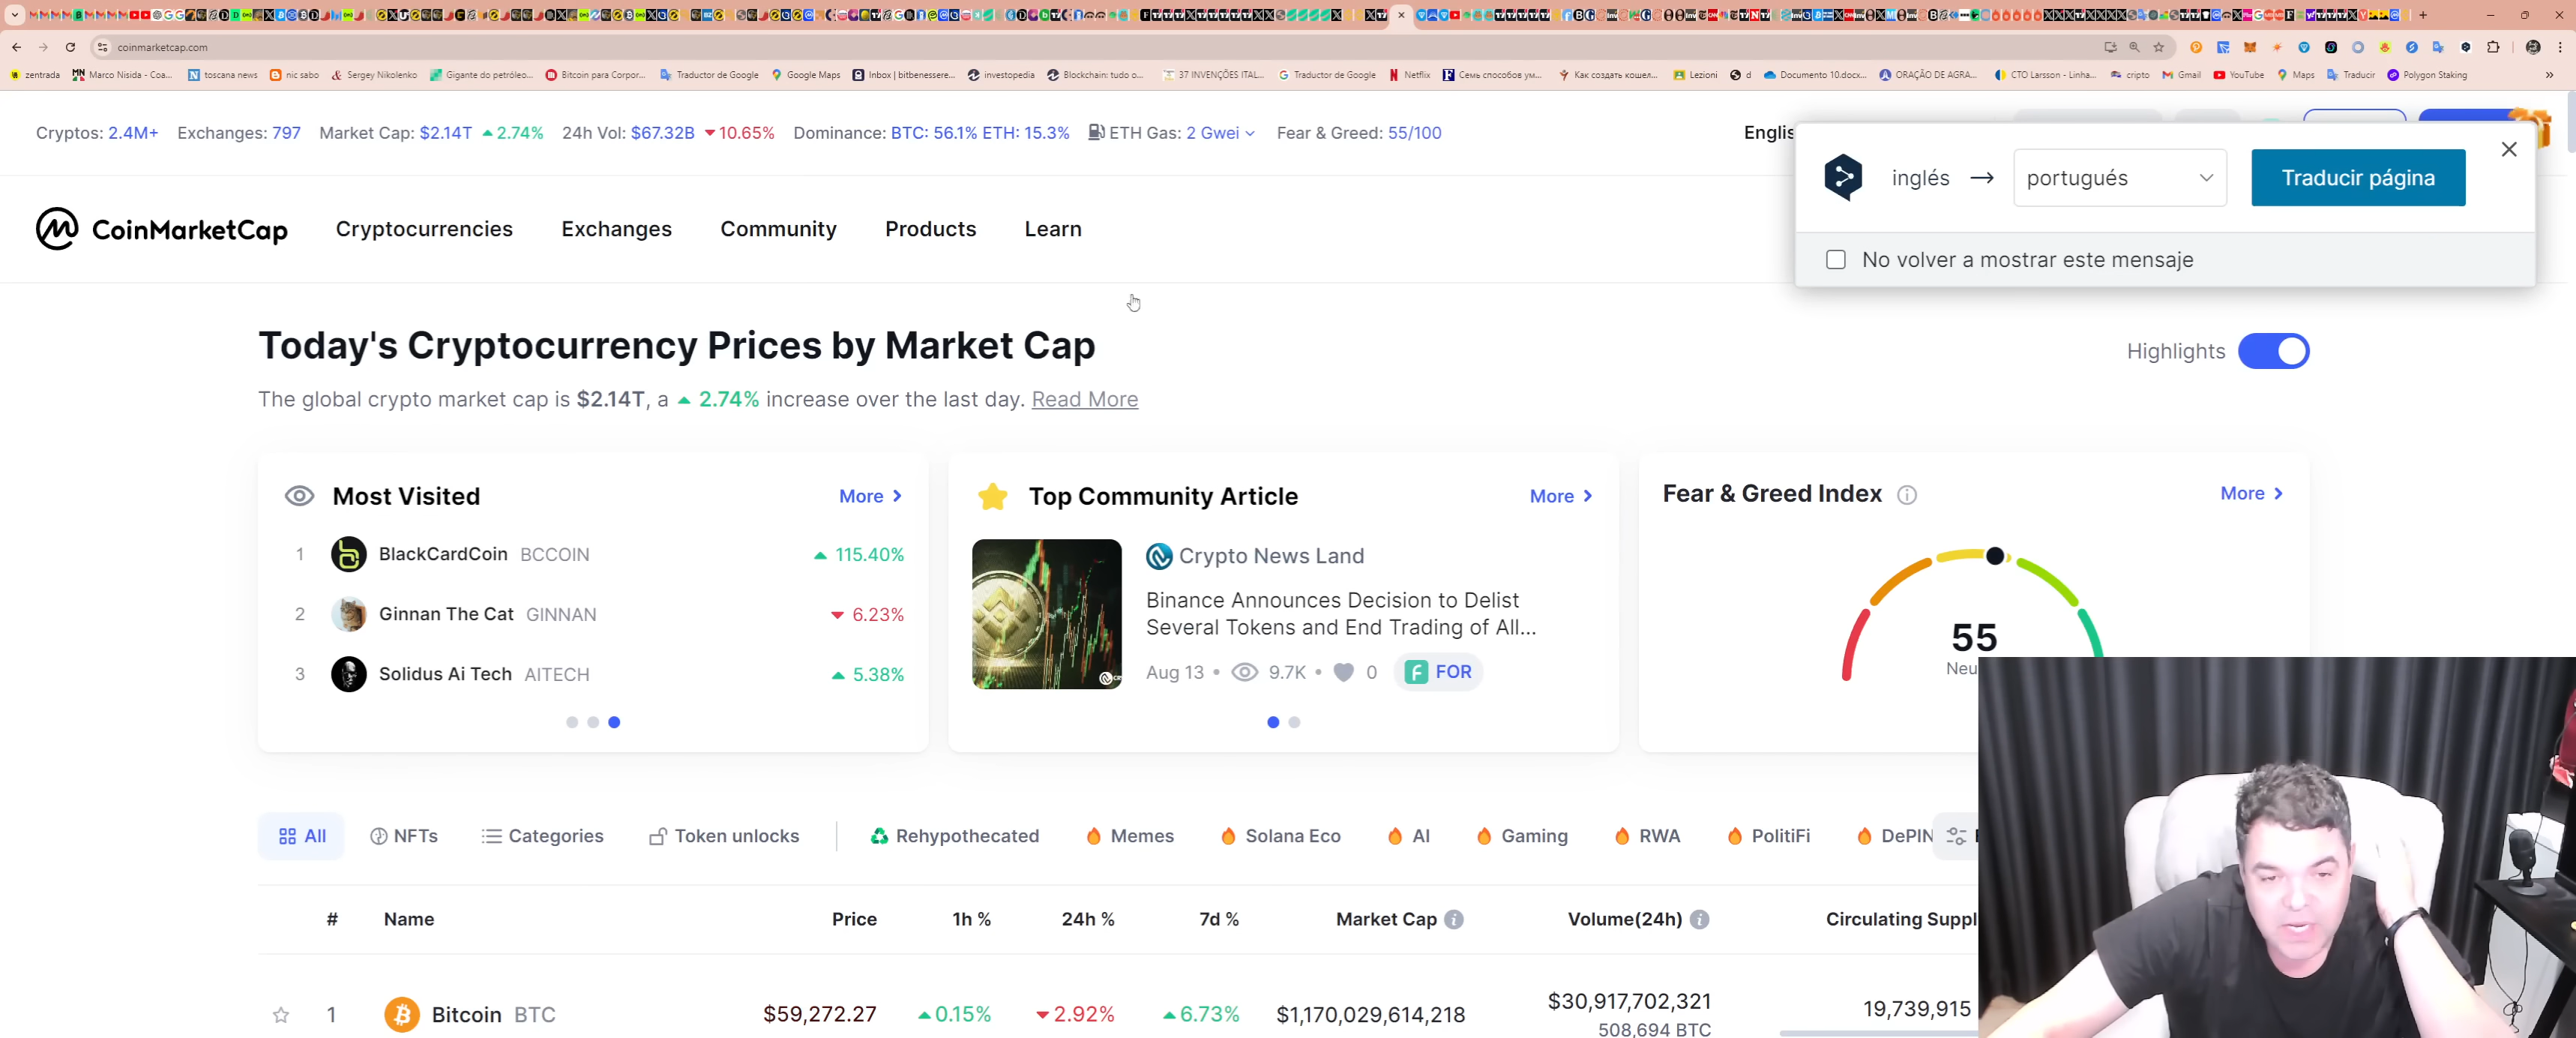 coinmarketcap.com
zentrada
Marco Nisida - Coa...
toscana news
nic sabo
Sergey Nikolenko
Gigante do petróleo...
Bitcoin para Corpor...
Traductor de Google
Google Maps
Inbox | bitbenessere...
investopedia
Blockchain: tudo o...
37 INVENÇÕES ITAL...
Traductor de Google
Netflix
Семь способов ум...
Как создать кошел...
Lezioni
d
Documento 10.docx...
ORAÇÃO DE AGRA...
CTO Larsson - Linha...
cripto
Gmail
YouTube
Maps
Traducir
Polygon Staking
Cryptos: 2.4M+ Exchanges: 797 Market Cap: $2.14T 2.74% 24h Vol: $67.32B 10.65% Dominance: BTC: 56.1% ETH: 15.3% ETH Gas: 2 Gwei Fear & Greed: 55/100
inglés → portugués
Traducir página
No volver a mostrar este mensaje
CoinMarketCap
Cryptocurrencies Exchanges Community Products Learn
Today's Cryptocurrency Prices by Market Cap
Highlights
The global crypto market cap is $2.14T, a 2.74% increase over the last day. Read More
Most Visited
More
1 BlackCardCoin BCCOIN 115.40%
2 Ginnan The Cat GINNAN 6.23%
3 Solidus Ai Tech AITECH 5.38%
Top Community Article
More
Crypto News Land
Binance Announces Decision to Delist
Several Tokens and End Trading of All...
Aug 13 • 9.7K • 0 FOR
Fear & Greed Index
More
55
All NFTs Categories Token unlocks Rehypothecated Memes Solana Eco AI Gaming RWA PolitiFi DePIN
# Name Price 1h % 24h % 7d % Market Cap Volume(24h) Circulating
1 Bitcoin BTC $59,272.27 0.15% 2.92% 6.73% $1,170,029,614,218 $30,917,702,321 19,739,915
508,694 BTC